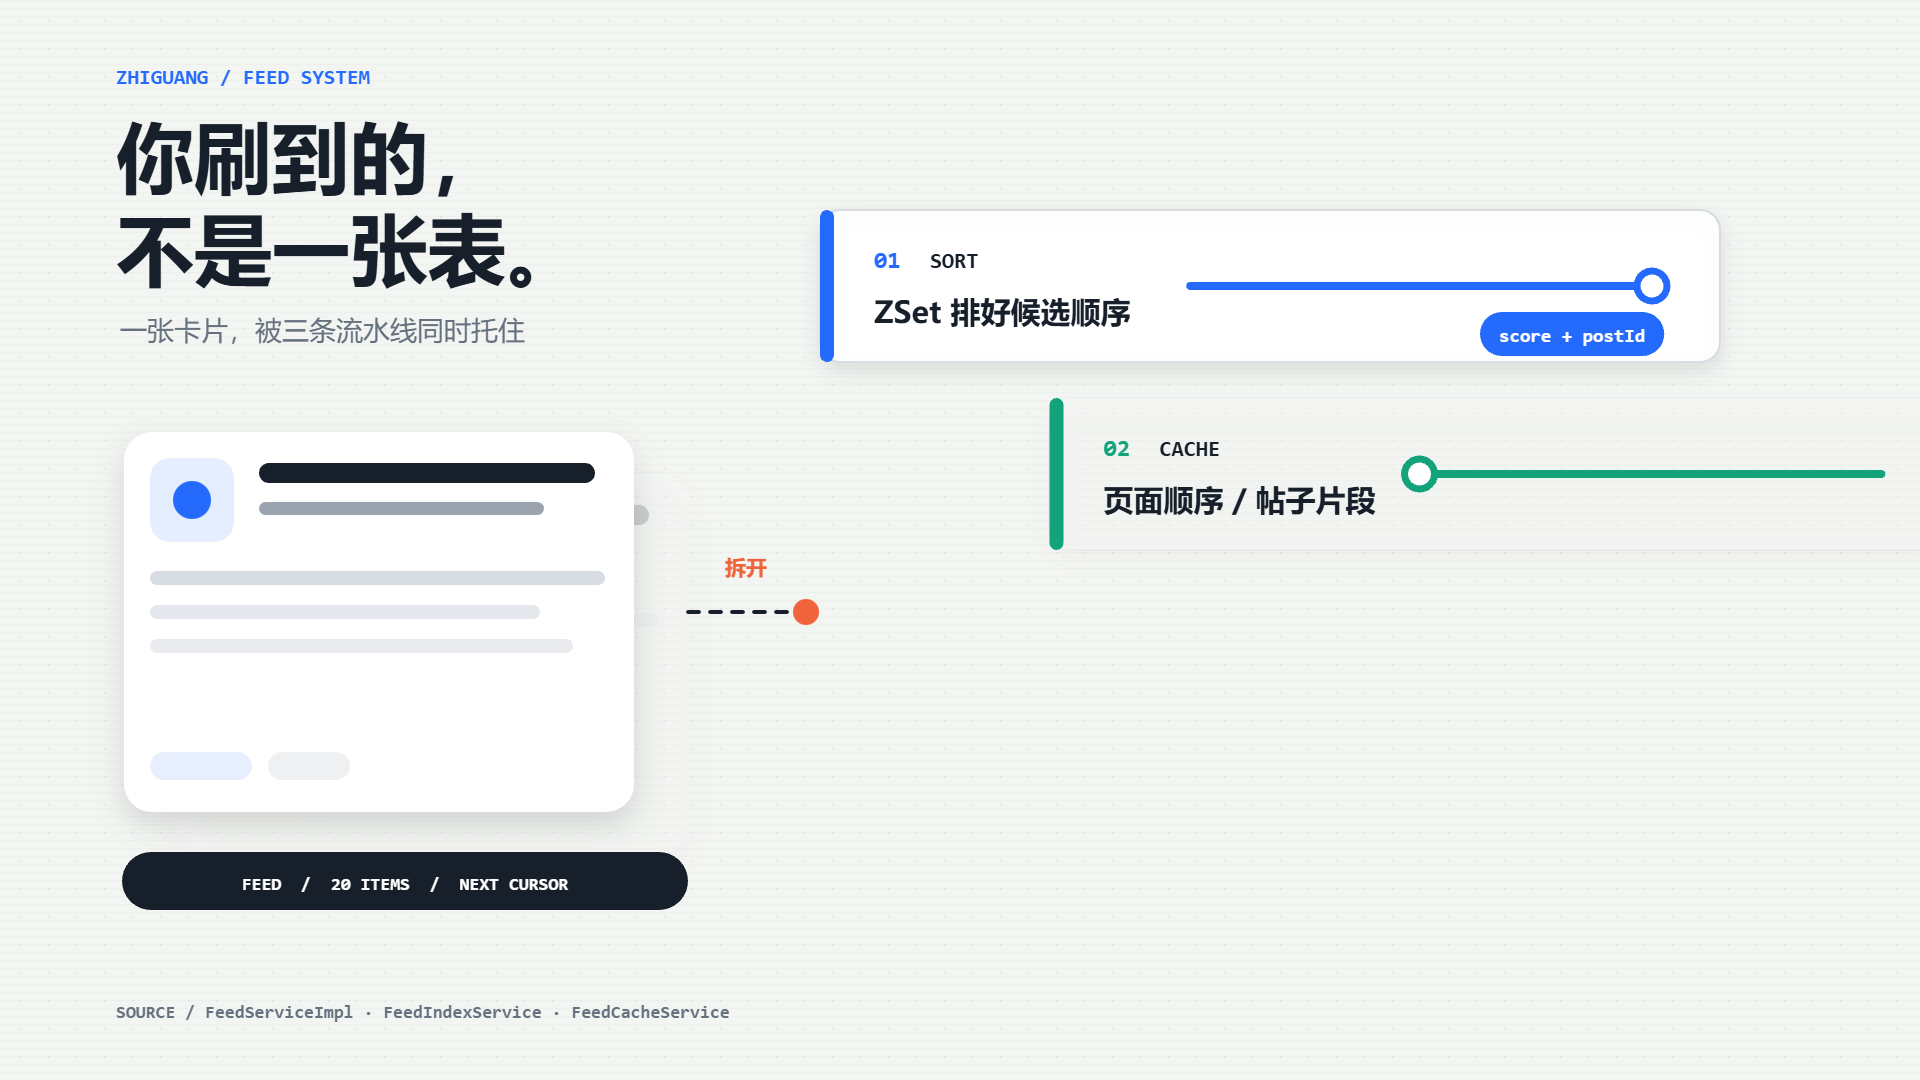 ZHIGUANG / FEED SYSTEM
你刷到的，
不是一张表。
一张卡片，被三条流水线同时托住
01 SORT
ZSet 排好候选顺序
score + postId
02 CACHE
页面顺序 / 帖子片段
拆开
FEED / 20 ITEMS / NEXT CURSOR
SOURCE / FeedServiceImpl · FeedIndexService · FeedCacheService